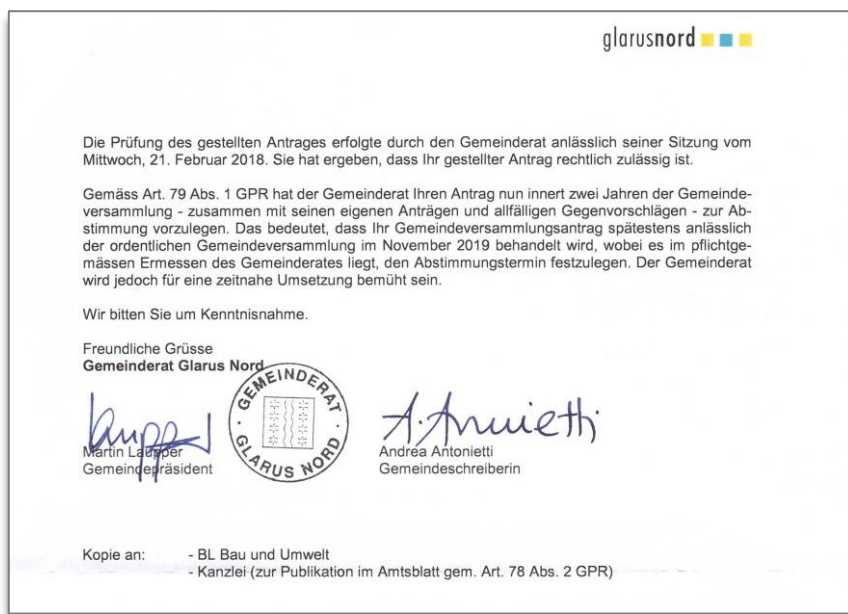 glarusnord
Die Prüfung des gestellten Antrages erfolgte durch den Gemeinderat anlässlich seiner Sitzung vom
Mittwoch, 21. Februar 2018. Sie hat ergeben, dass Ihr gestellter Antrag rechtlich zulässig ist.
Gemäss Art. 79 Abs. 1 GPR hat der Gemeinderat Ihren Antrag nun innert zwei Jahren der Gemeinde-
versammlung - zusammen mit seinen eigenen Anträgen und allfälligen Gegenvorschlägen - zur Ab-
stimmung vorzulegen. Das bedeutet, dass Ihr Gemeindeversammlungsantrag spätestens anlässlich
der ordentlichen Gemeindeversammlung im November 2019 behandelt wird, wobei es im pflichtge-
mässen Ermessen des Gemeinderates liegt, den Abstimmungstermin festzulegen. Der Gemeinderat
wird jedoch für eine zeitnahe Umsetzung bemüht sein.
Wir bitten Sie um Kenntnisnahme.
Freundliche Grüsse
Gemeinderat Glarus Nord
GEMEINDERAT
GLARUS NORD
Laupper
A. Antonietti
Martin Laupper
Andrea Antonietti
Gemeindepräsident
Gemeindeschreiberin
Kopie an: - BL Bau und Umwelt
- Kanzlei (zur Publikation im Amtsblatt gem. Art. 78 Abs. 2 GPR)